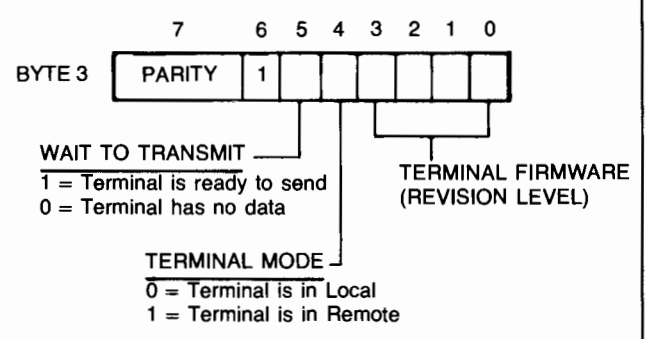 7 6 5 4 3 2 1 0
BYTE 3 PARITY 1
WAIT TO TRANSMIT
1 = Terminal is ready to send
0 = Terminal has no data
TERMINAL FIRMWARE
(REVISION LEVEL)
TERMINAL MODE
0 = Terminal is in Local
1 = Terminal is in Remote